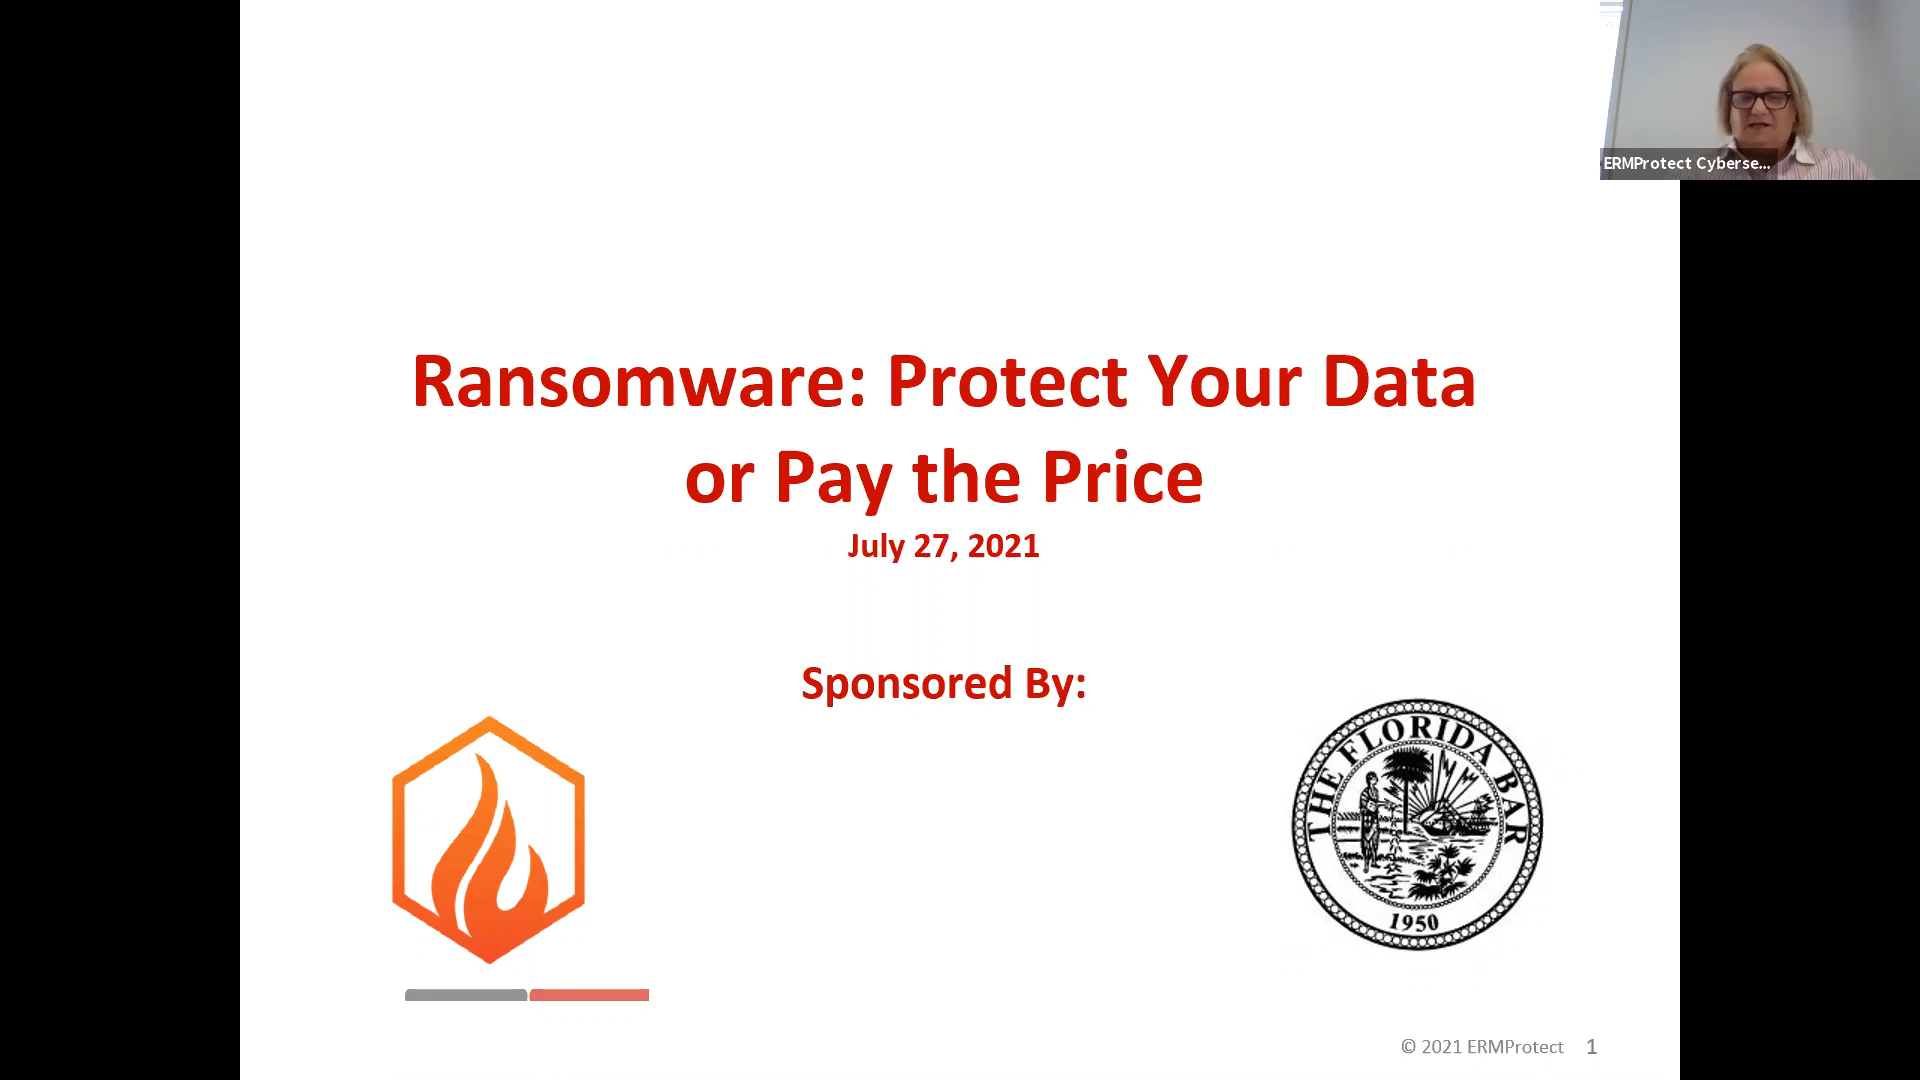 ERMProtect Cyberse...
Ransomware: Protect Your Data
or Pay the Price
July 27, 2021
Sponsored By:
THE FLORIDA BAR
1950
© 2021 ERMProtect 1